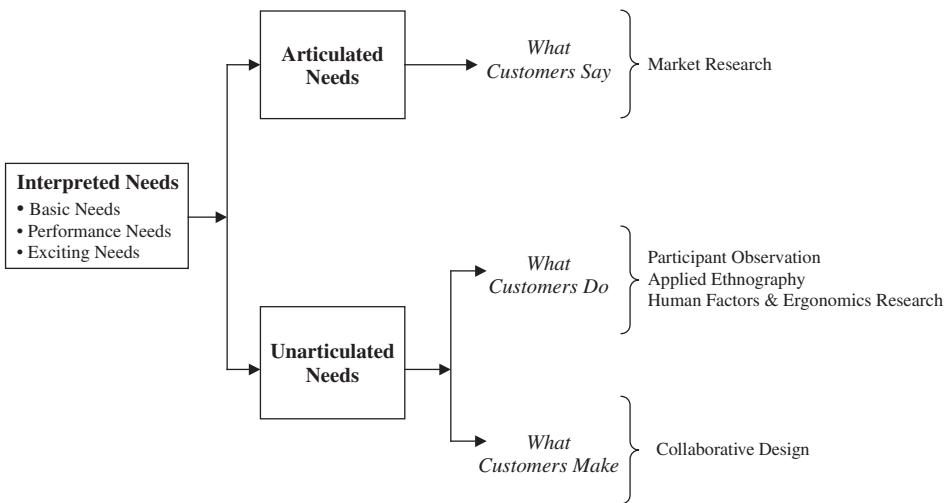 Articulated
Needs
What
Customers Say
Market Research
Interpreted Needs
• Basic Needs
• Performance Needs
• Exciting Needs
What
Customers Do
Participant Observation
Applied Ethnography
Human Factors & Ergonomics Research
Unarticulated
Needs
What
Customers Make
Collaborative Design